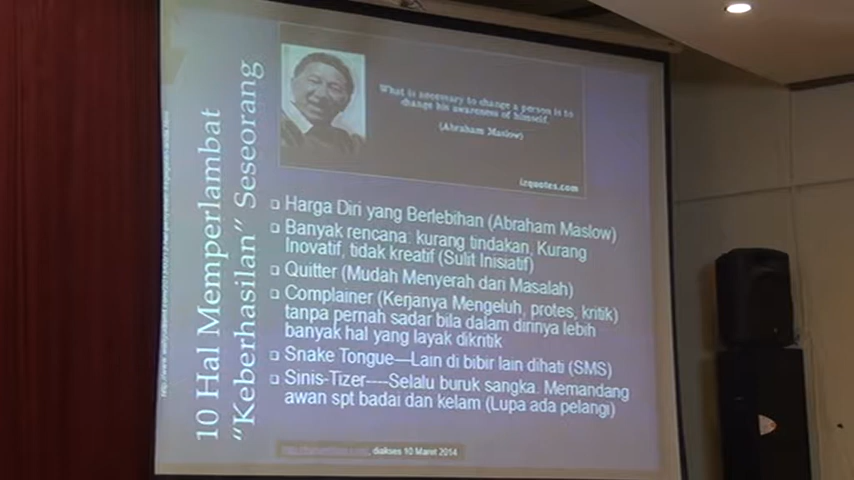 10 Hal Memperlambat
“Keberhasilan” Seseorang
What is necessary to change a person is to
change his awareness of himself.
(Abraham Maslow)
izquotes.com
Harga Diri yang Berlebihan (Abraham Maslow)
Banyak rencana: kurang tindakan, Kurang
Inovatif, tidak kreatif (Sulit Inisiatif)
Quitter (Mudah Menyerah dari Masalah)
Complainer (Kerjanya Mengeluh, protes, kritik)
tanpa pernah sadar bila dalam dirinya lebih
banyak hal yang layak dikritik
Snake Tongue—Lain di bibir lain dihati (SMS)
Sinis-Tizer----Selalu buruk sangka. Memandang
awan spt badai dan kelam (Lupa ada pelangi)
, diakses 10 Maret 2014